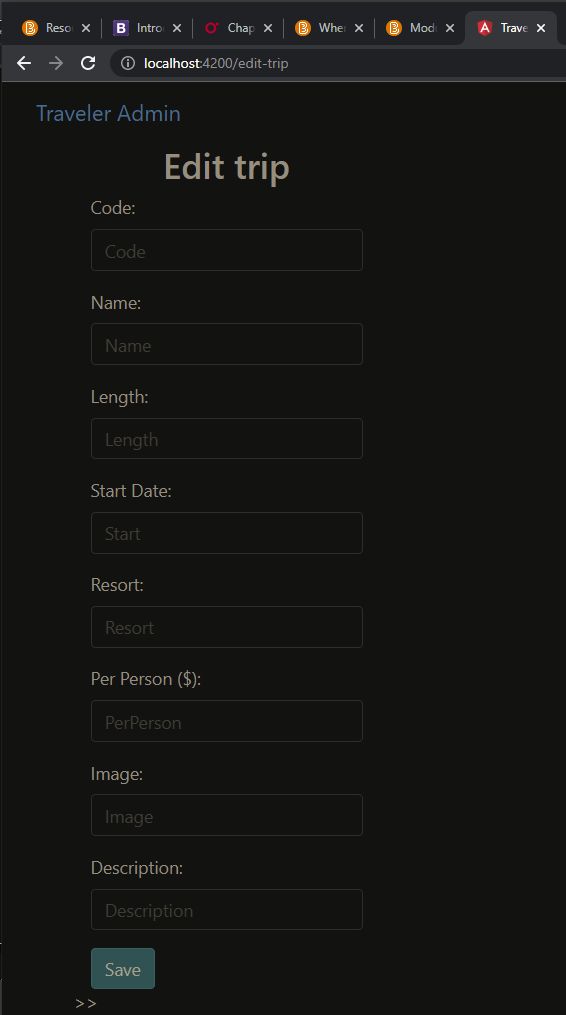 Reso
Intro
Chap
Whe
Mod
Trave
localhost:4200/edit-trip
Traveler Admin
Edit trip
Code:
Code
Name:
Name
Length:
Length
Start Date:
Start
Resort:
Resort
Per Person ($):
PerPerson
Image:
Image
Description:
Description
Save
>>